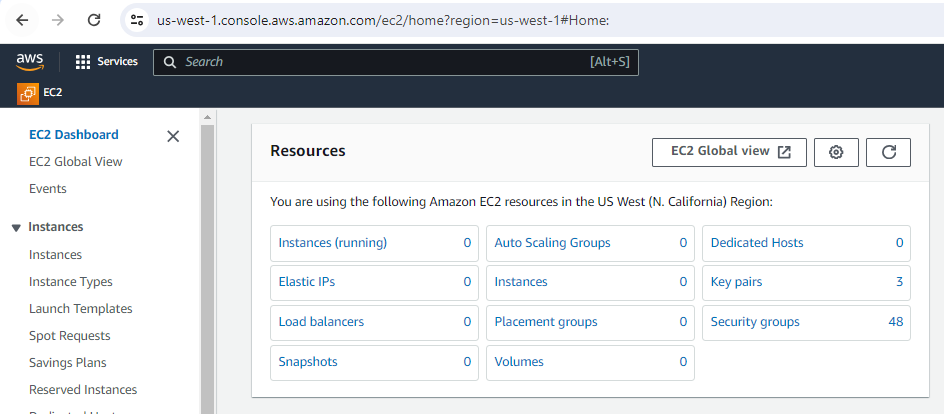 us-west-1.console.aws.amazon.com/ec2/home?region=us-west-1#Home:
aws Services Search [Alt+S]
EC2
EC2 Dashboard
EC2 Global View
Events
Instances
Instances
Instance Types
Launch Templates
Spot Requests
Savings Plans
Reserved Instances
Resources EC2 Global view
You are using the following Amazon EC2 resources in the US West (N. California) Region:
Instances (running) 0 Auto Scaling Groups 0 Dedicated Hosts 0
Elastic IPs 0 Instances 0 Key pairs 3
Load balancers 0 Placement groups 0 Security groups 48
Snapshots 0 Volumes 0